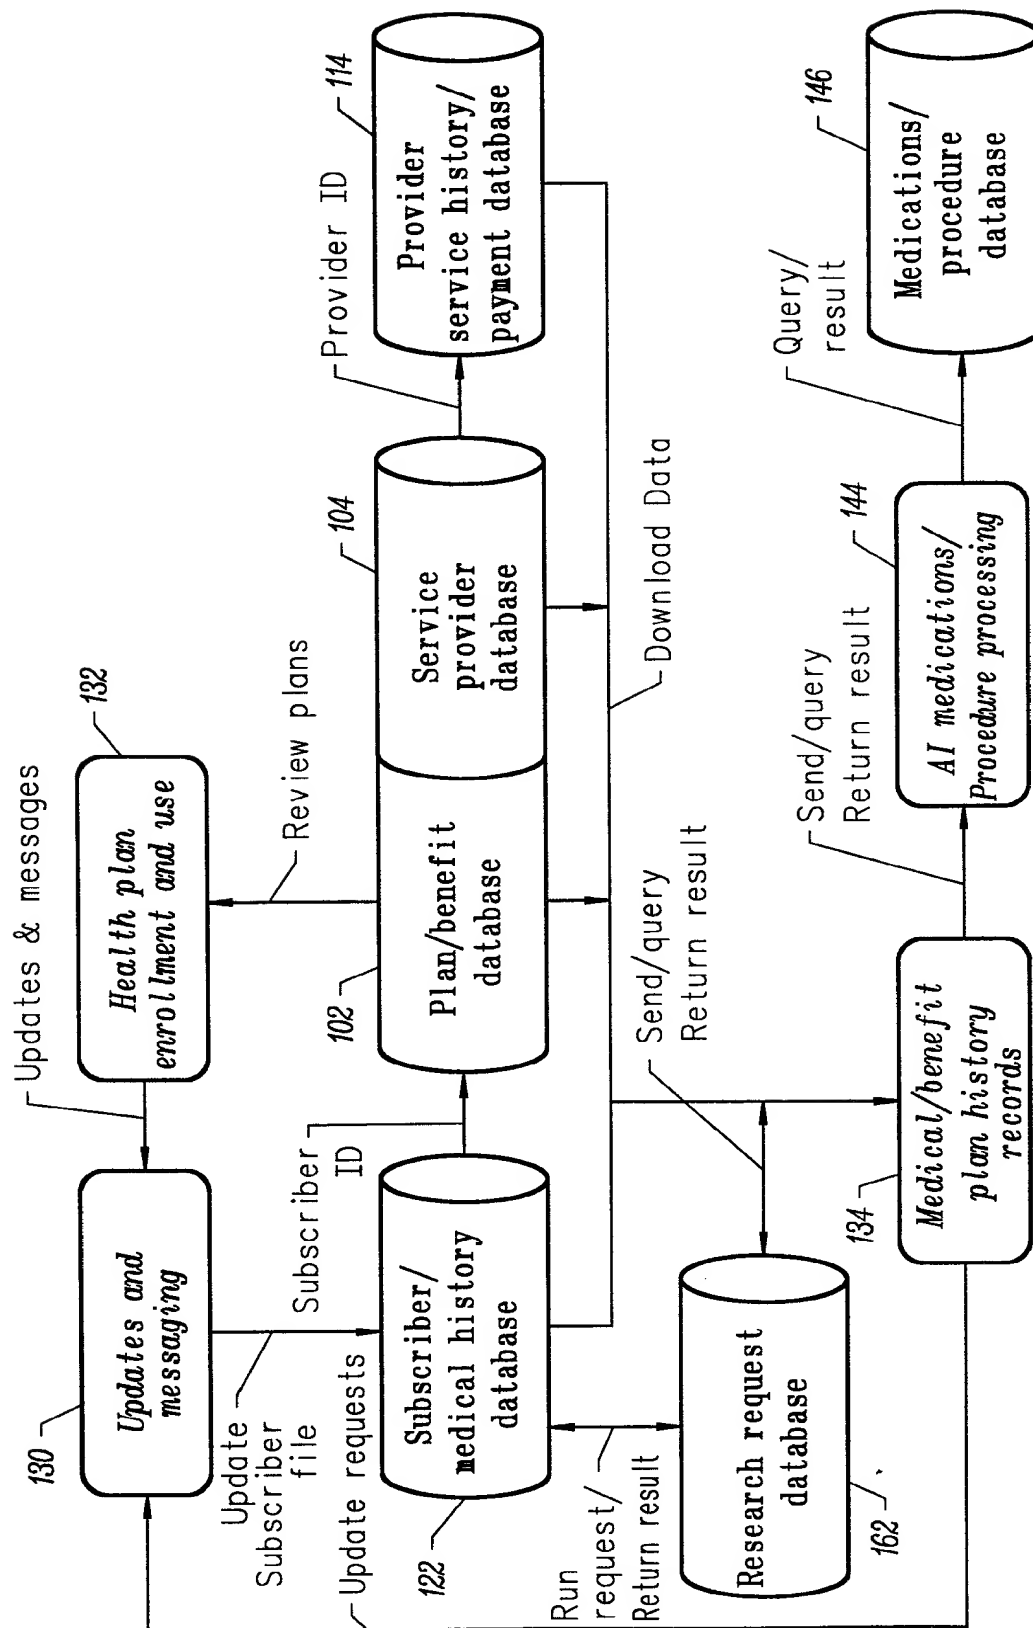 Updates & messages
130
Updates and
messaging
132
Health plan
enrollment and use
Update
Subscriber
file
Review plans
Subscriber
ID
Provider ID
Update requests
122
Subscriber/
medical history
database
102
Plan/benefit
database
104
Service
provider
database
114
Provider
service history/
payment database
Run
request/
Return result
Send/query
Return result
Download Data
162
Research request
database
134
Medical/benefit
plan history
records
Send/query
Return result
144
AI medications/
Procedure processing
Query/
result
146
Medications/
procedure
database